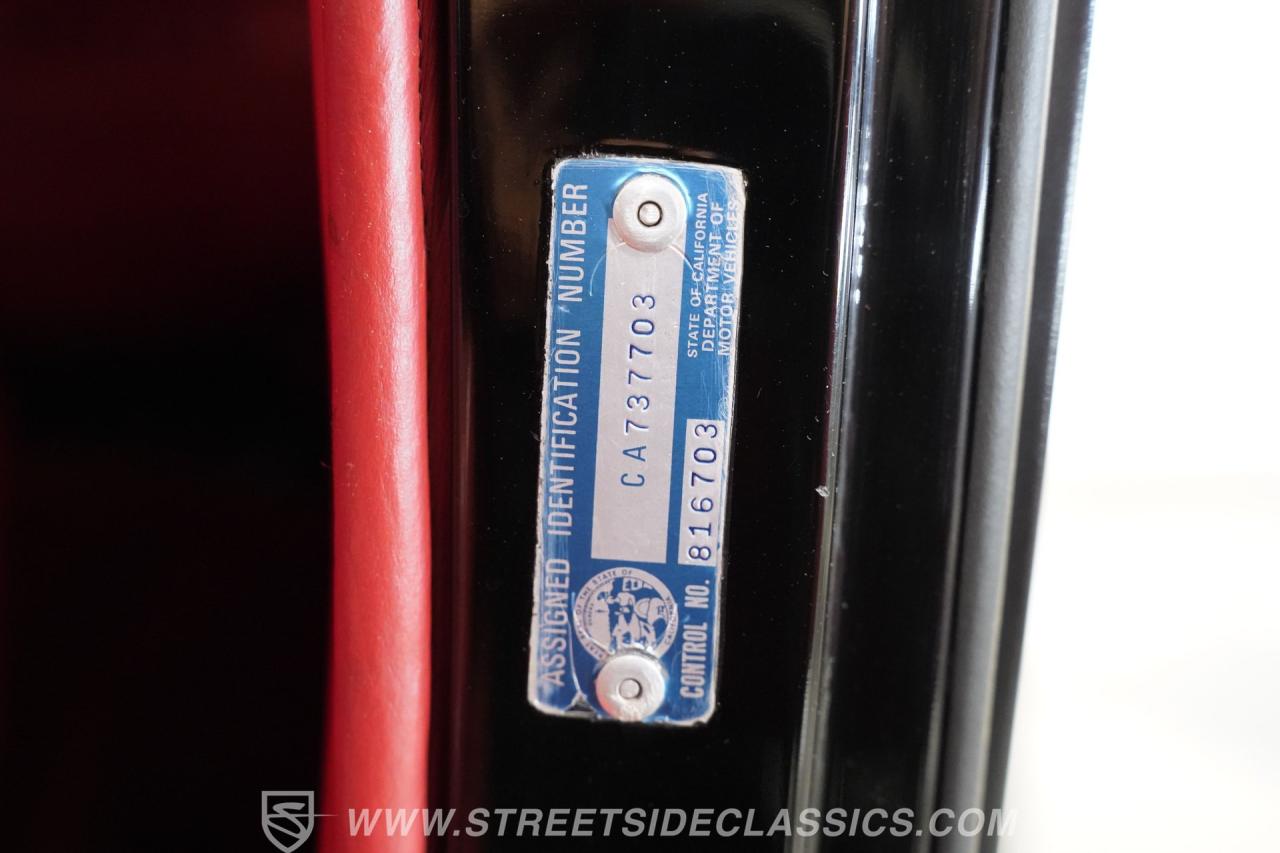 ASSIGNED IDENTIFICATION NUMBER
CA737703
STATE OF CALIFORNIA
DEPARTMENT OF
MOTOR VEHICLES
CONTROL NO. 816703
WWW.STREETSIDECLASSICS.COM